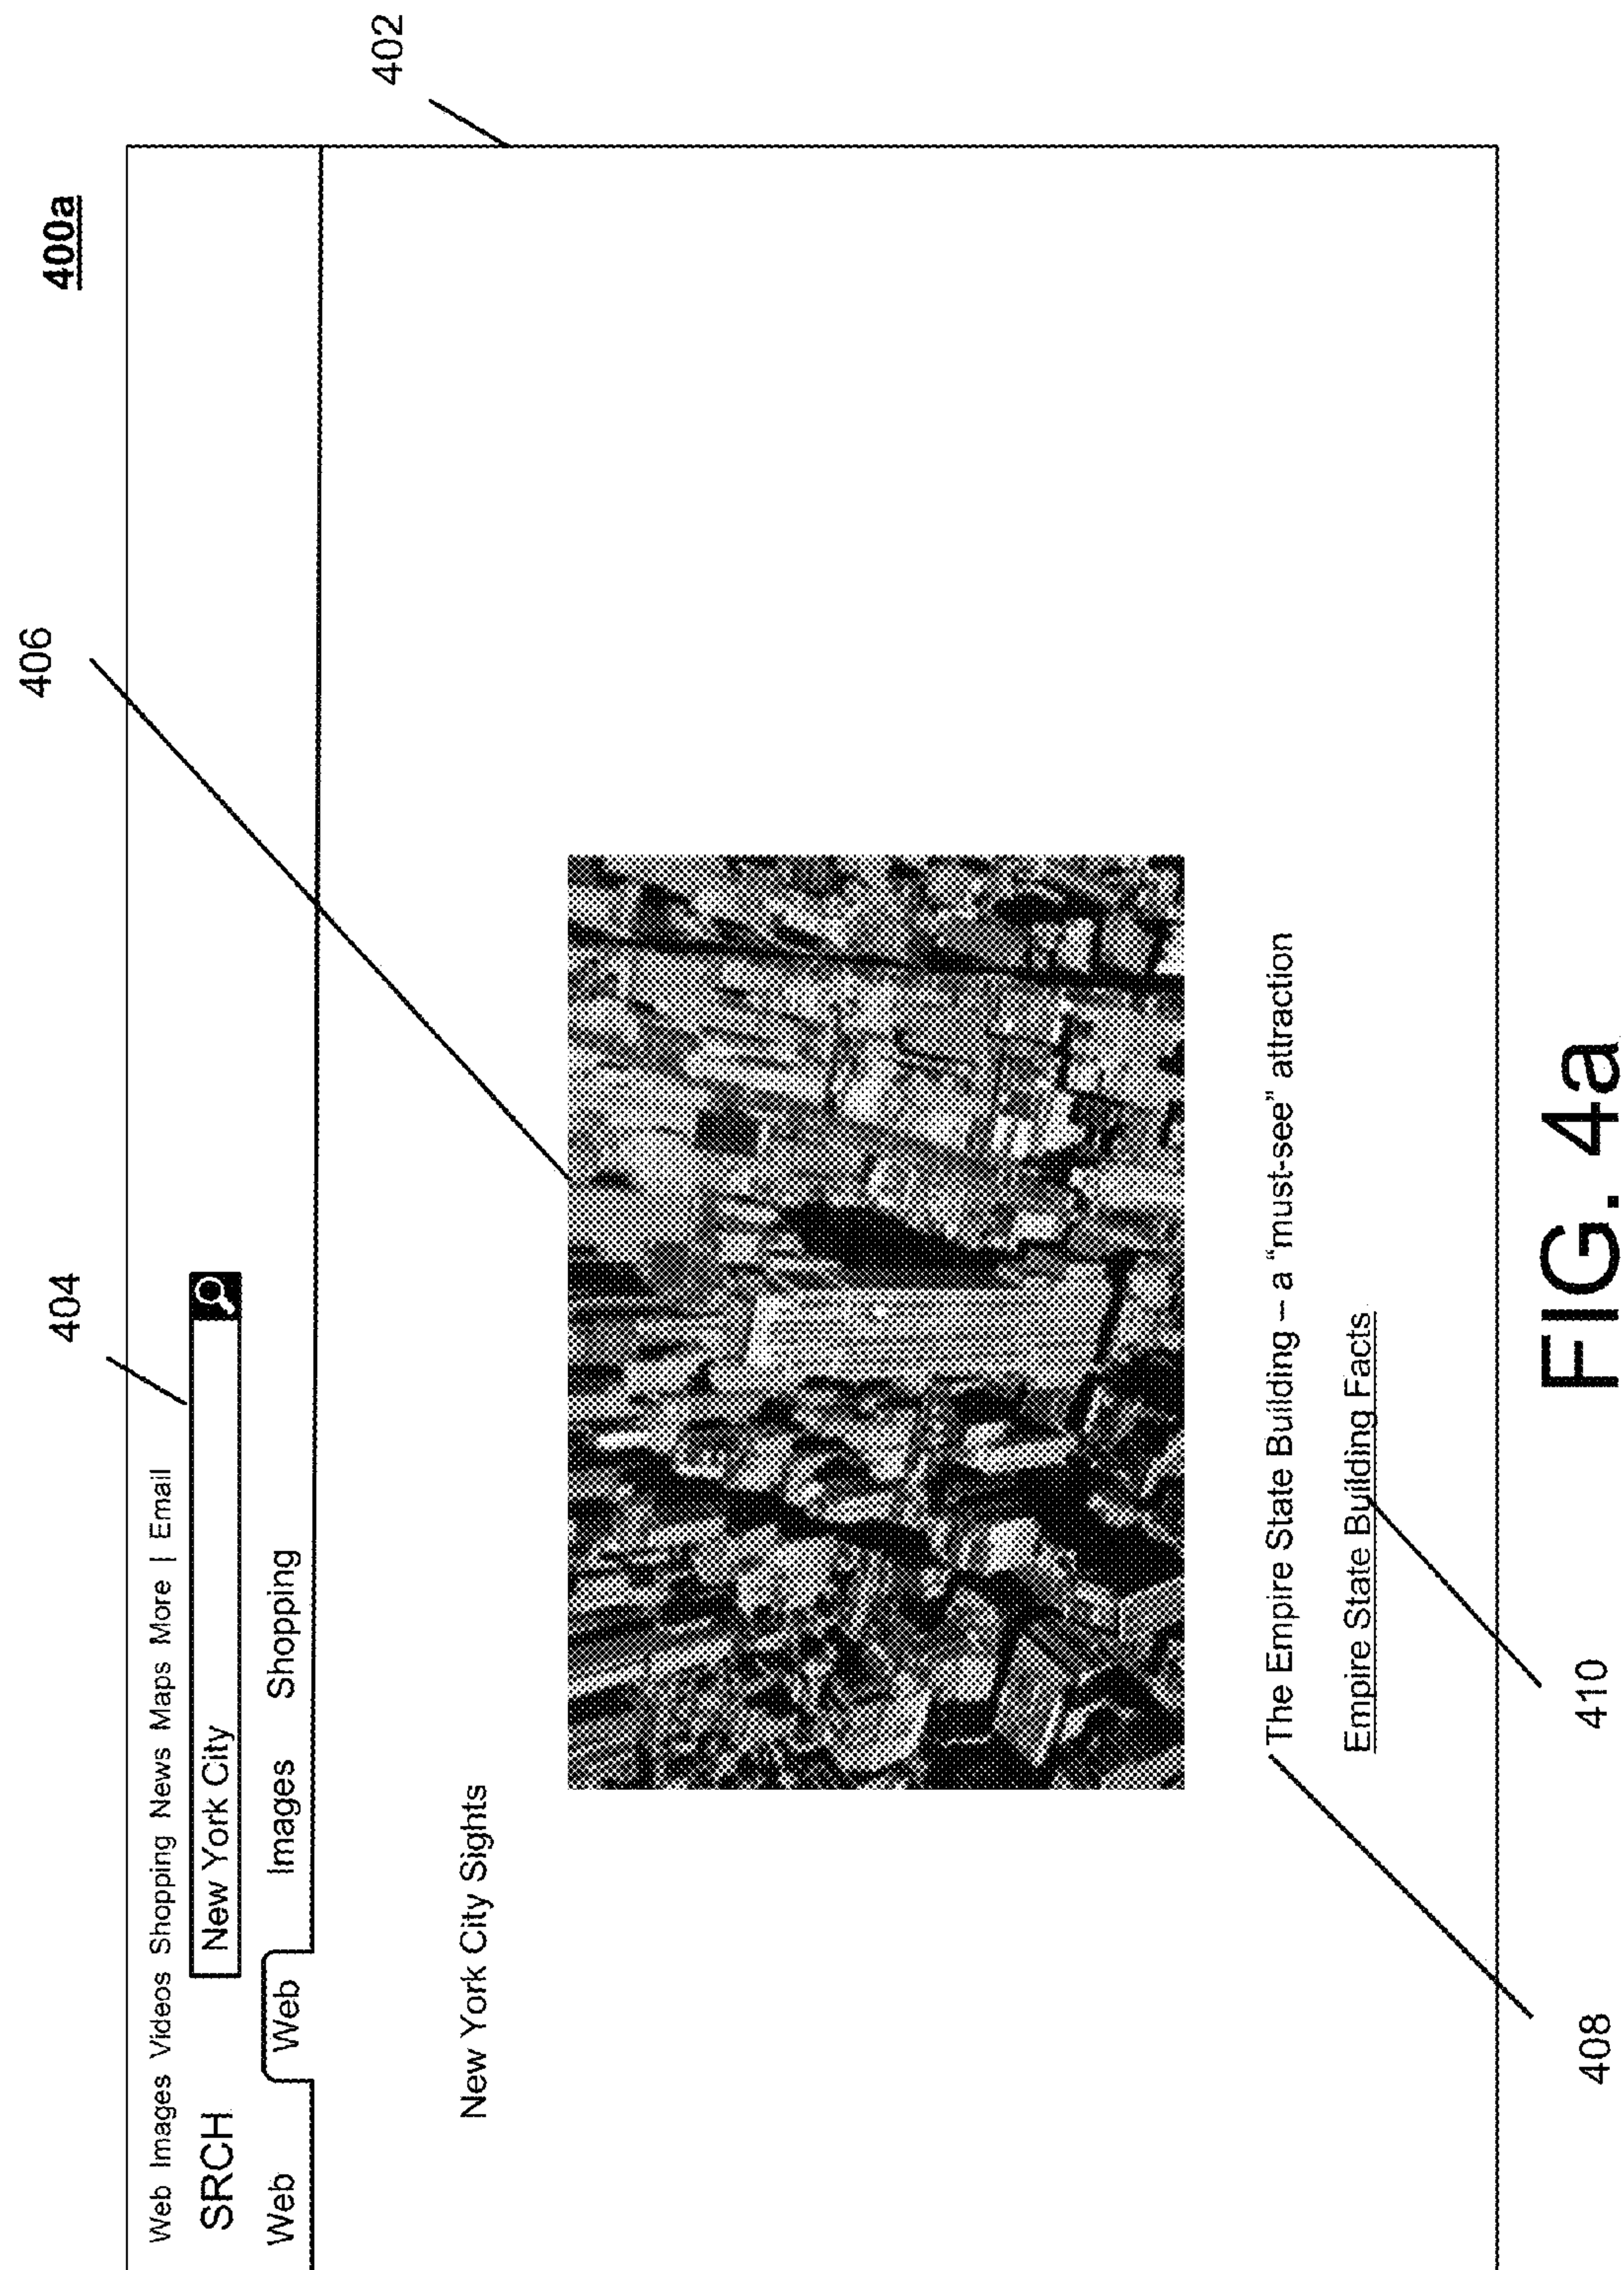 400a
406
404
402
Web Images Videos Shopping News Maps More | Email
SRCH New York City
Web Web Images Shopping
New York City Sights
The Empire State Building – a “must-see” attraction
Empire State Building Facts
408
410
FIG. 4a